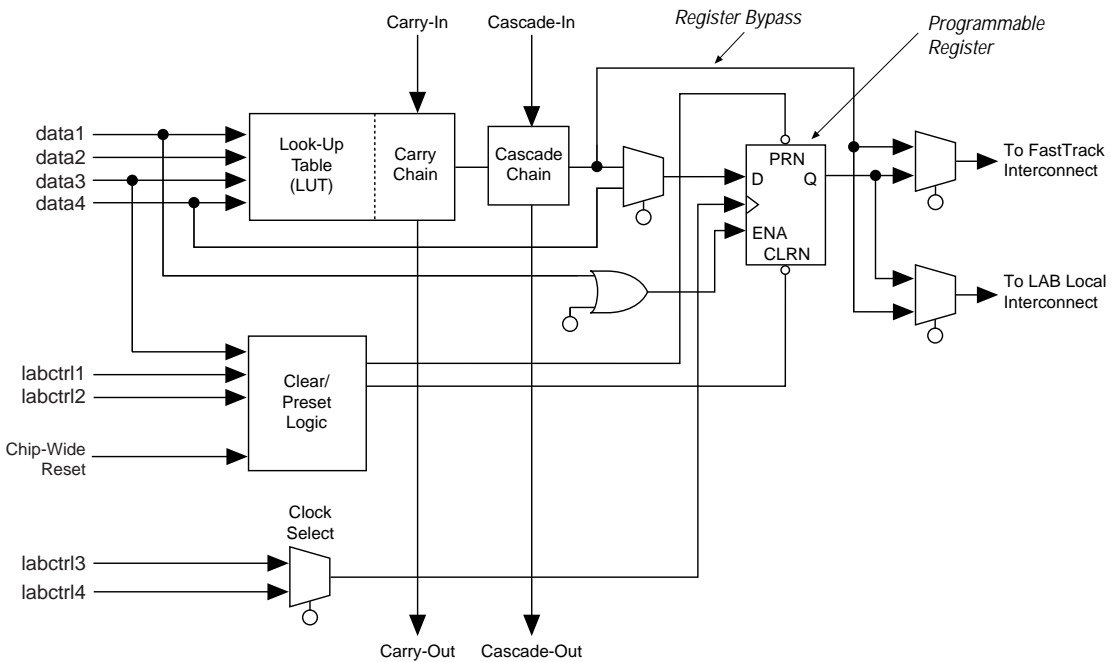 Carry-In
Cascade-In
Register Bypass
Programmable
Register
data1
data2
data3
data4
Look-Up
Table
(LUT)
Carry
Chain
Cascade
Chain
PRN
D
Q
ENA
CLRN
To FastTrack
Interconnect
To LAB Local
Interconnect
labctrl1
labctrl2
Clear/
Preset
Logic
Chip-Wide
Reset
Clock
Select
labctrl3
labctrl4
Carry-Out
Cascade-Out